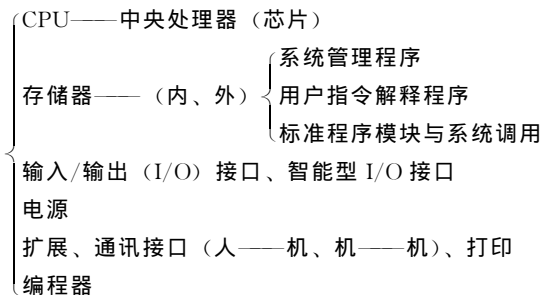 CPU——中央处理器（芯片）
系统管理程序
存储器——（内、外）用户指令解释程序
标准程序模块与系统调用
输入/输出（I/O）接口、智能型 I/O 接口
电源
扩展、通讯接口（人——机、机——机）、打印
编程器